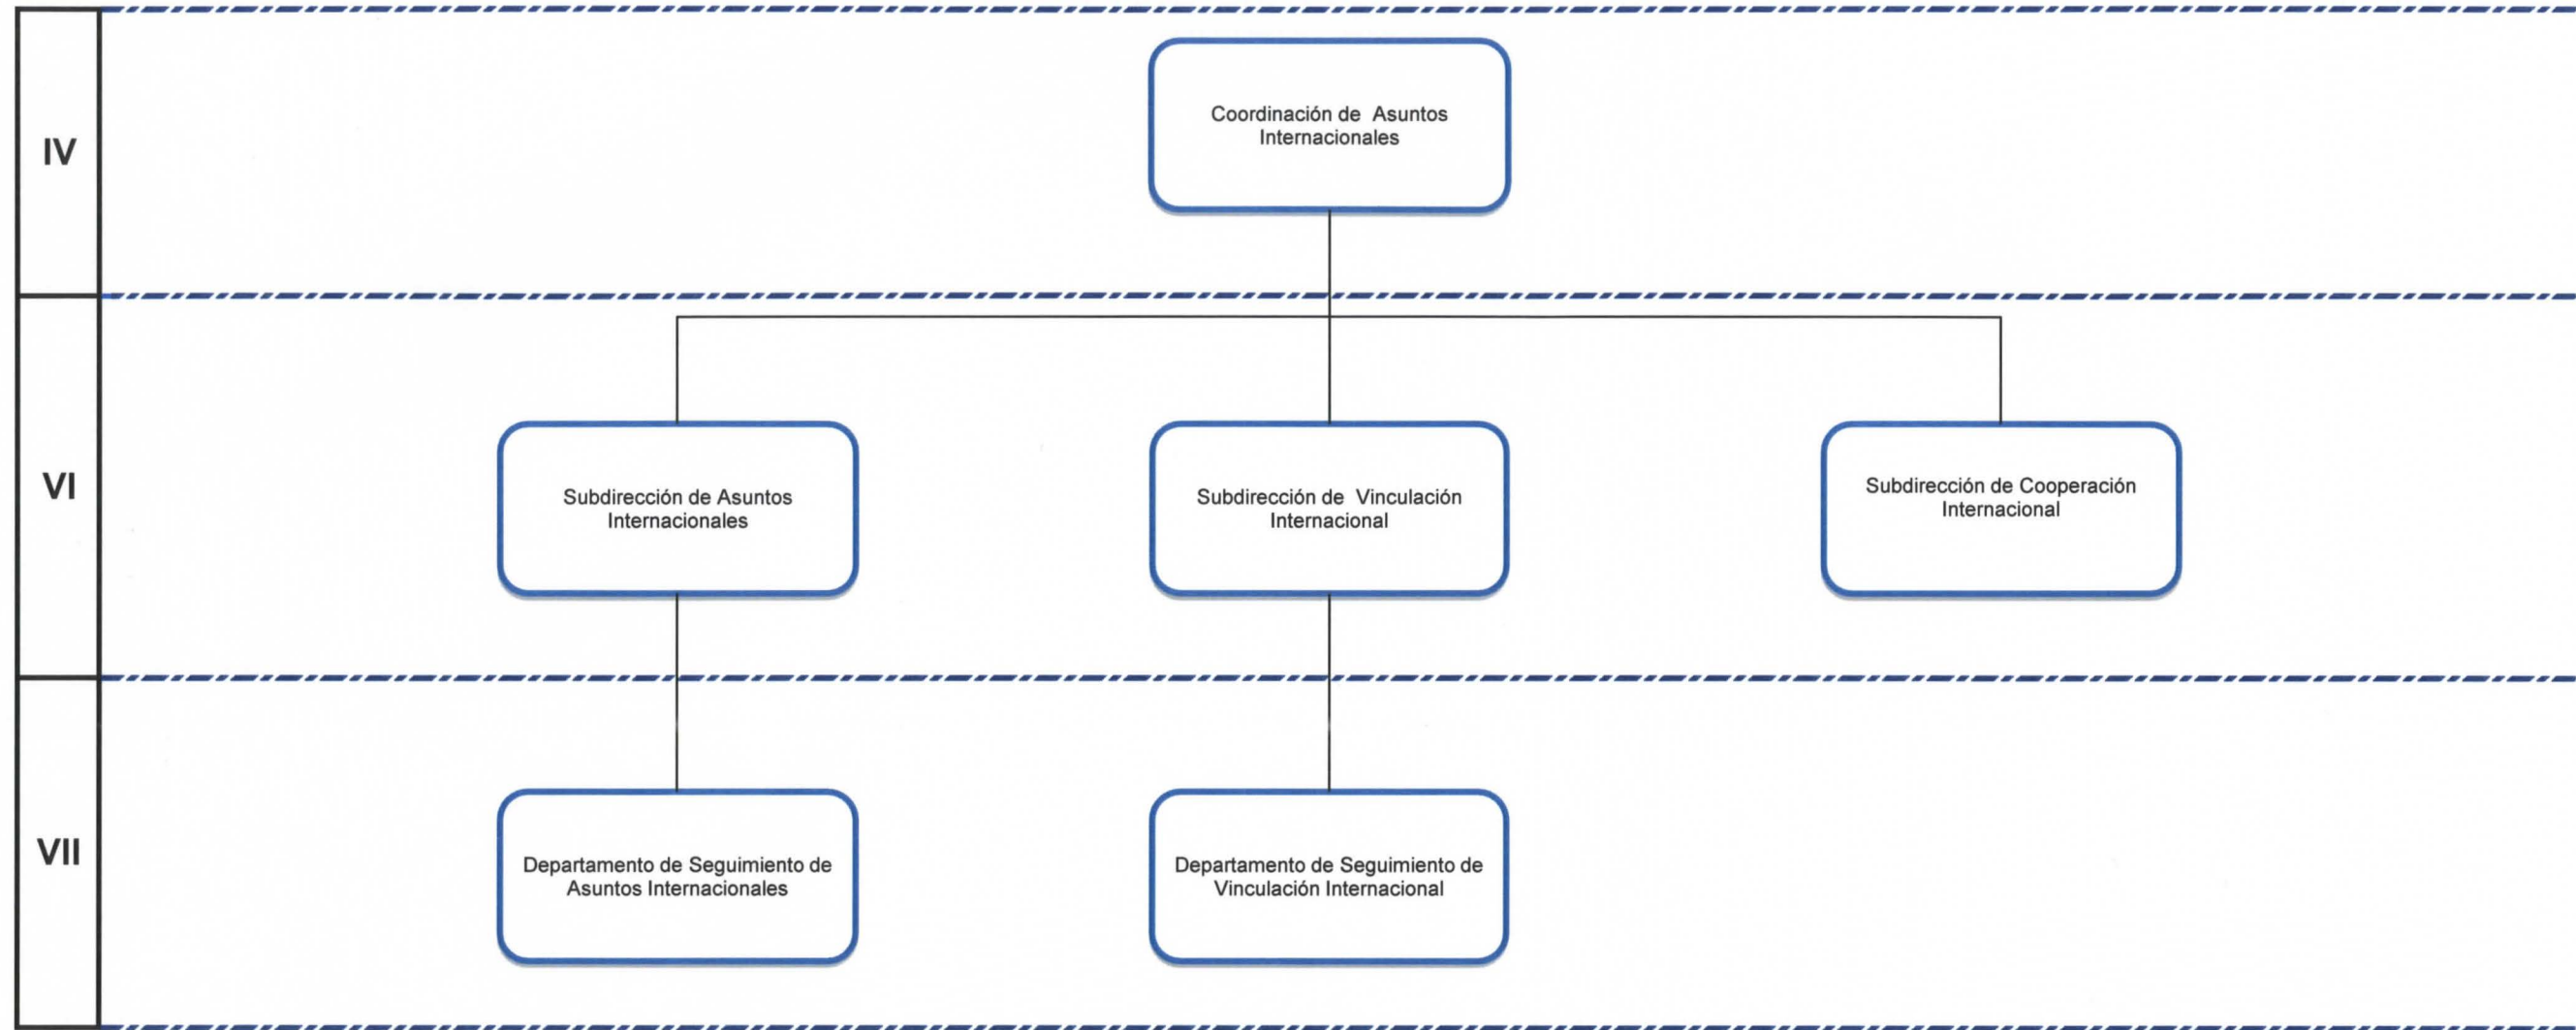 IV
Coordinación de Asuntos
Internacionales
VI
Subdirección de Asuntos
Internacionales
Subdirección de Vinculación
Internacional
Subdirección de Cooperación
Internacional
VII
Departamento de Seguimiento de
Asuntos Internacionales
Departamento de Seguimiento de
Vinculación Internacional